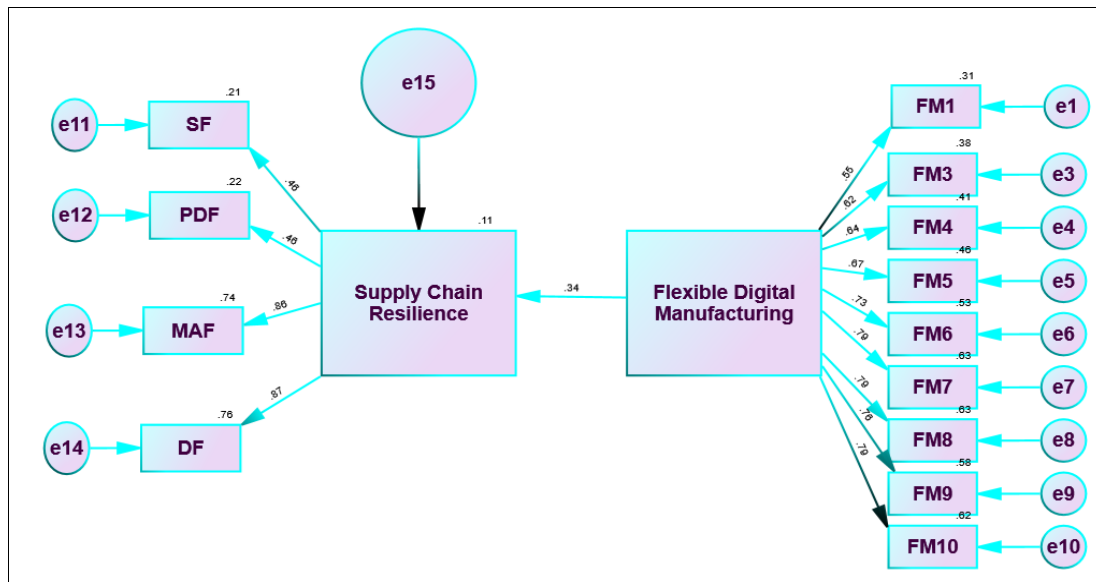 e15
.31
e11
.21
SF
FM1
e1
.46
.55
.38
e12
.22
PDF
.62
FM3
e3
.46
.41
.64
FM4
e4
.11
.46
.67
FM5
e5
Supply Chain
Resilience
.34
Flexible Digital
Manufacturing
.53
.73
FM6
e6
e13
.74
MAF
.86
.63
.79
FM7
e7
.63
.79
FM8
e8
e14
.76
DF
.87
.58
.76
FM9
e9
.62
.79
FM10
e10